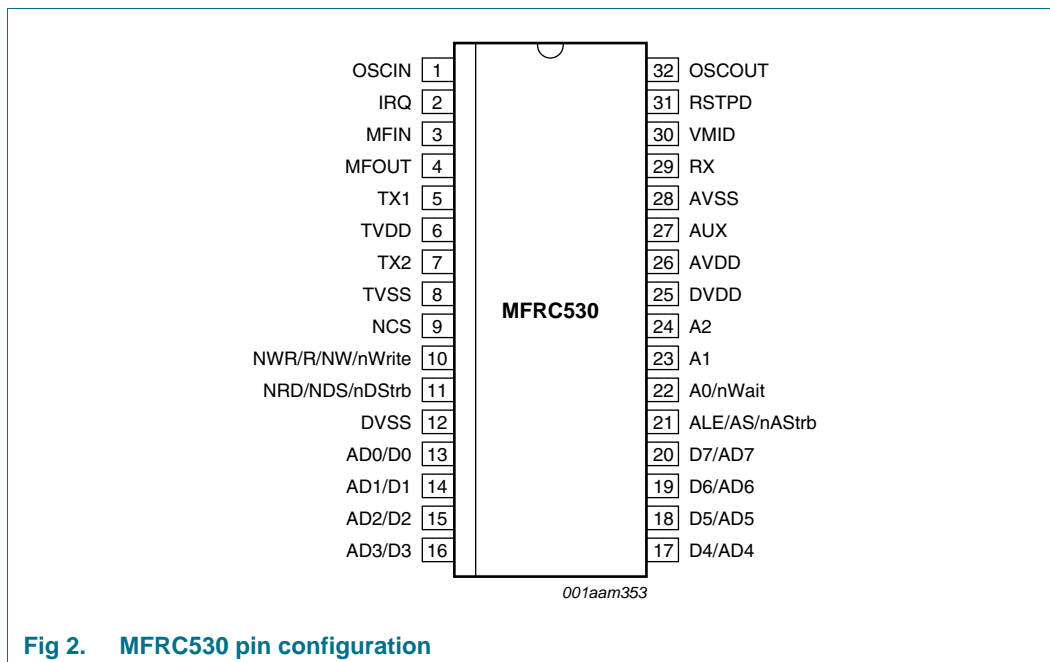 OSCIN 1 32 OSCOUT
IRQ 2 31 RSTPD
MFIN 3 30 VMID
MFOUT 4 29 RX
TX1 5 28 AVSS
TVDD 6 27 AUX
TX2 7 26 AVDD
TVSS 8 25 DVDD
MFRC530
NCS 9 24 A2
NWR/R/NW/nWrite 10 23 A1
NRD/NDS/nDStrb 11 22 A0/nWait
DVSS 12 21 ALE/AS/nAStrb
AD0/D0 13 20 D7/AD7
AD1/D1 14 19 D6/AD6
AD2/D2 15 18 D5/AD5
AD3/D3 16 17 D4/AD4
001aam353
Fig 2. MFRC530 pin configuration